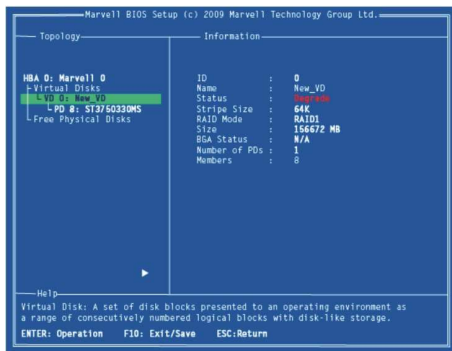 Marvell BIOS Setup (c) 2009 Marvell Technology Group Ltd.
Topology
Information
HBA 0: Marvell 0
Virtual Disks
VD 0: New_VD
PD 8: ST3750330MS
Free Physical Disks
ID : 0
Name : New_VD
Status : Degrade
Stripe Size : 64K
RAID Mode : RAID1
Size : 156672 MB
BGA Status : N/A
Number of PDs : 1
Members : 8
Help
Virtual Disk: A set of disk blocks presented to an operating environment as
a range of consecutively numbered logical blocks with disk-like storage.
ENTER: Operation F10: Exit/Save ESC:Return